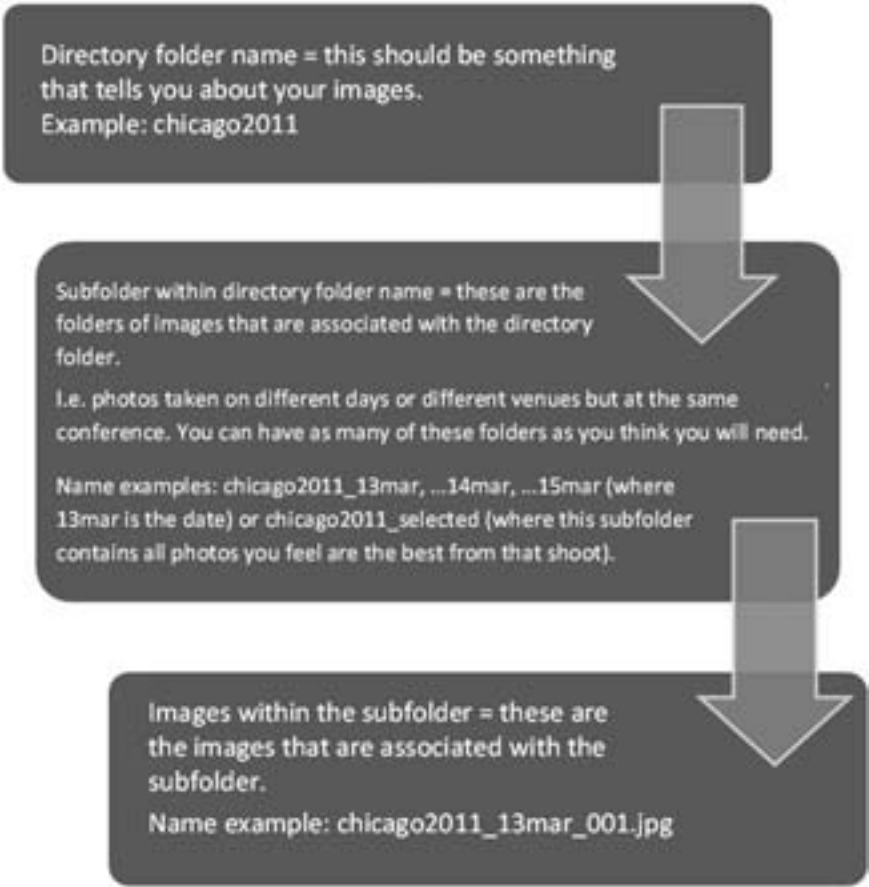 Directory folder name = this should be something
that tells you about your images.
Example: chicago2011
Subfolder within directory folder name = these are the
folders of images that are associated with the directory
folder.
I.e. photos taken on different days or different venues but at the same
conference. You can have as many of these folders as you think you will need.
Name examples: chicago2011_13mar, ...14mar, ...15mar (where
13mar is the date) or chicago2011_selected (where this subfolder
contains all photos you feel are the best from that shoot).
Images within the subfolder = these are
the images that are associated with the
subfolder.
Name example: chicago2011_13mar_001.jpg